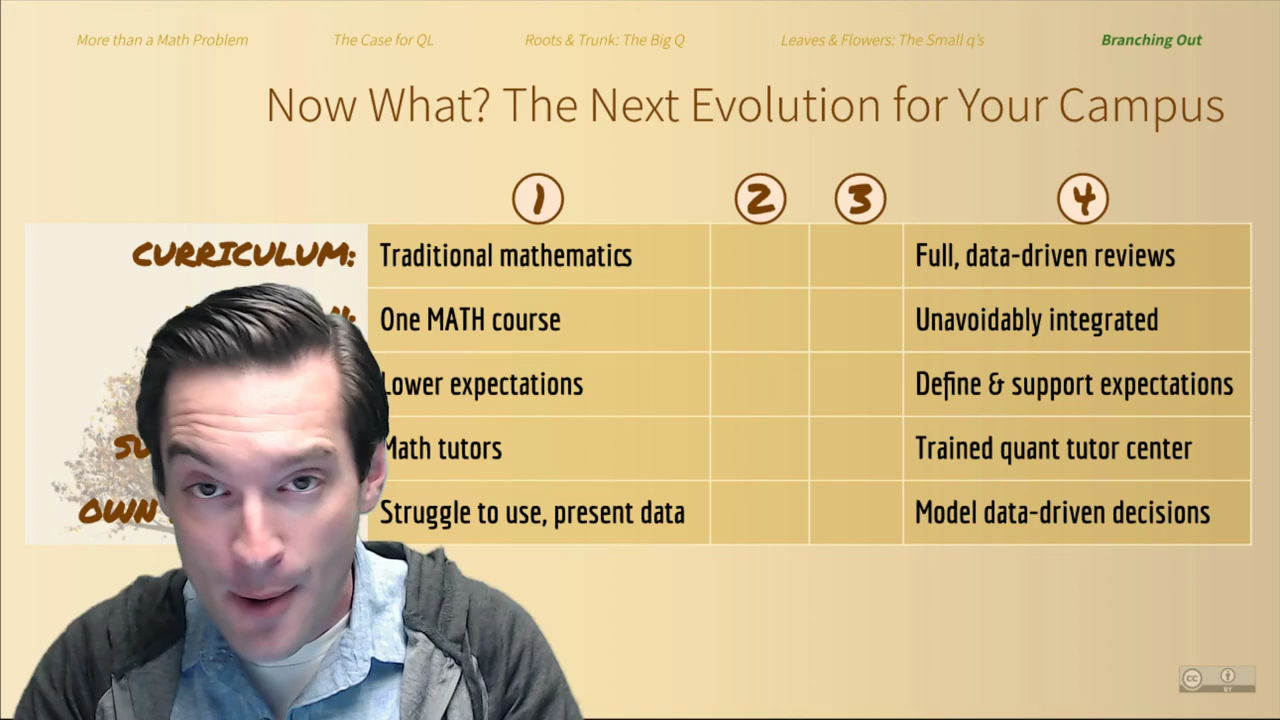 More than a Math Problem The Case for QL Roots & Trunk: The Big Q Leaves & Flowers: The Small q's Branching Out
Now What? The Next Evolution for Your Campus
1 2 3 4
CURRICULUM: Traditional mathematics Full, data-driven reviews
One MATH course Unavoidably integrated
Lower expectations Define & support expectations
Math tutors Trained quant tutor center
OWN Struggle to use, present data Model data-driven decisions
cc
BY